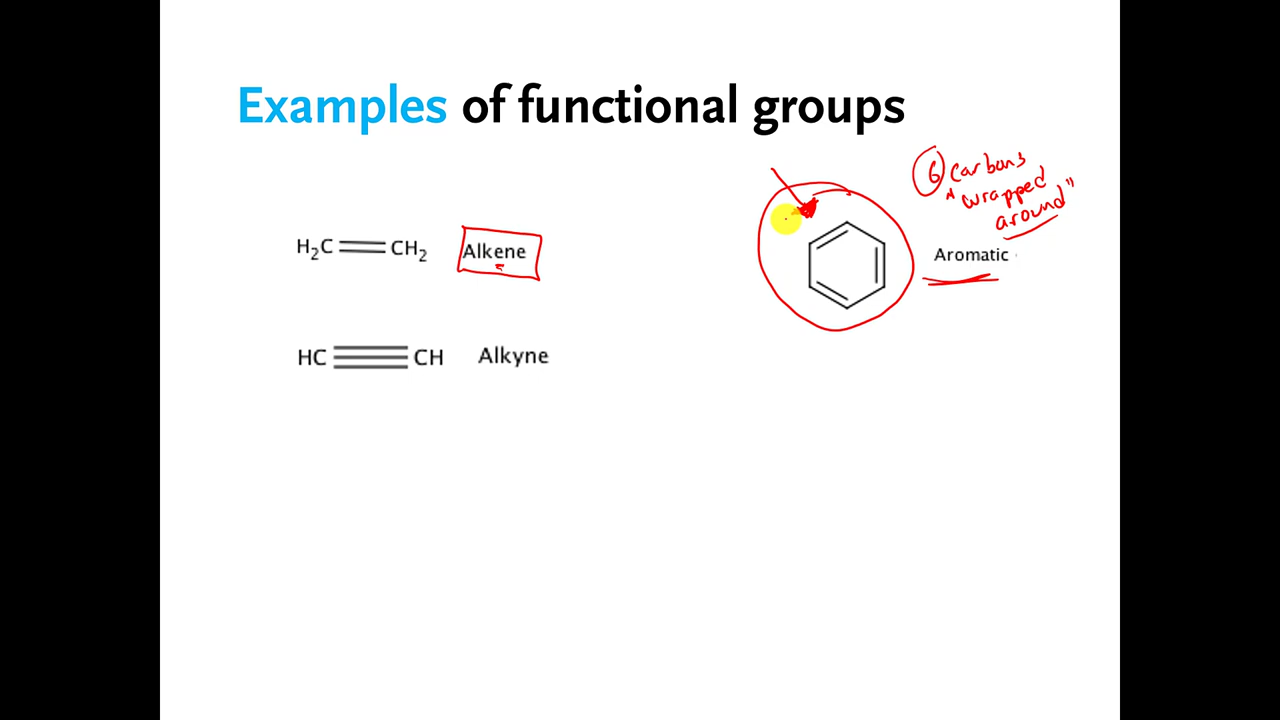 Examples of functional groups
H₂C CH₂ Alkene
HC CH Alkyne
6 carbons
"wrapped
around"
Aromatic